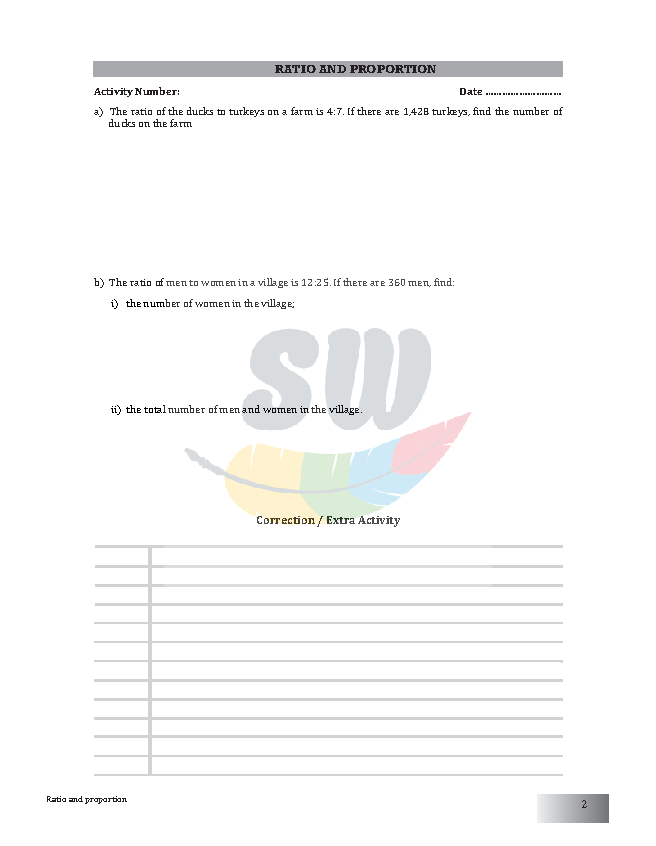 RATIO AND PROPORTION
Activity Number:
Date ...........................
a) The ratio of the ducks to turkeys on a farm is 4:7. If there are 1,428 turkeys, find the number of
ducks on the farm
b) The ratio of men to women in a village is 12:25. If there are 360 men, find:
i) the number of women in the village;
SW
ii) the total number of men and women in the village.
Correction / Extra Activity
Ratio and proportion
2